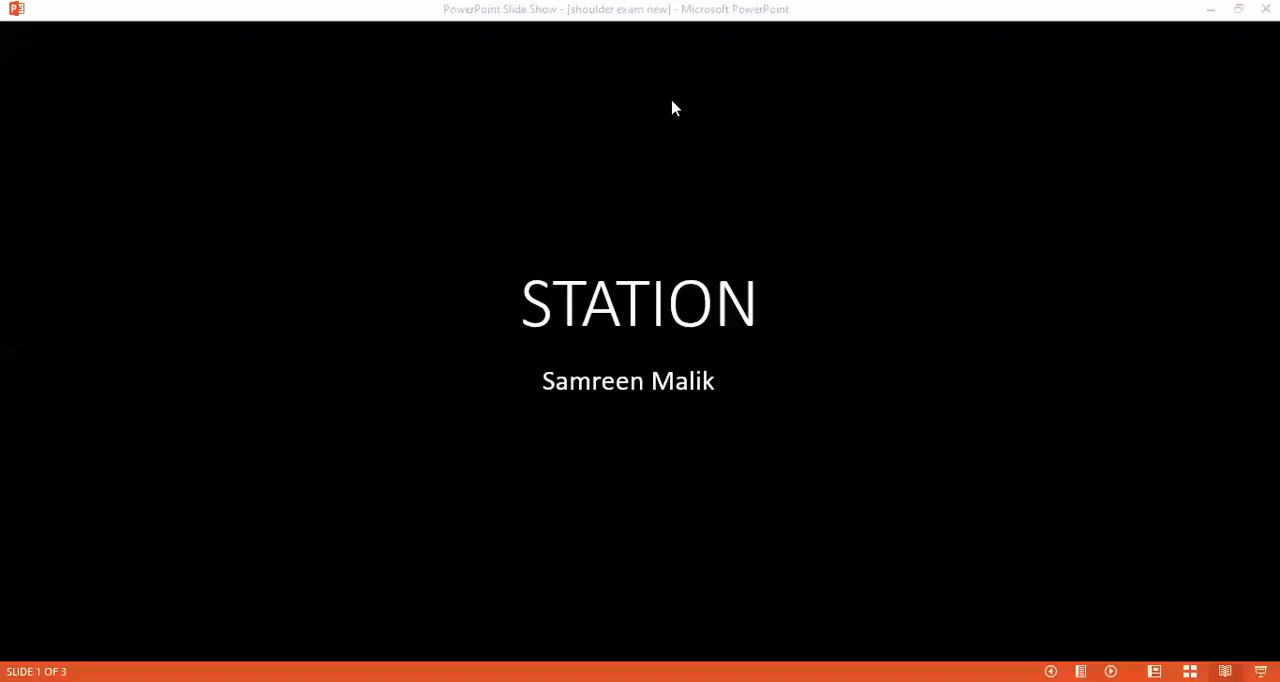 PowerPoint Slide Show - [shoulder exam new] - Microsoft PowerPoint
STATION
Samreen Malik
SLIDE 1 OF 3